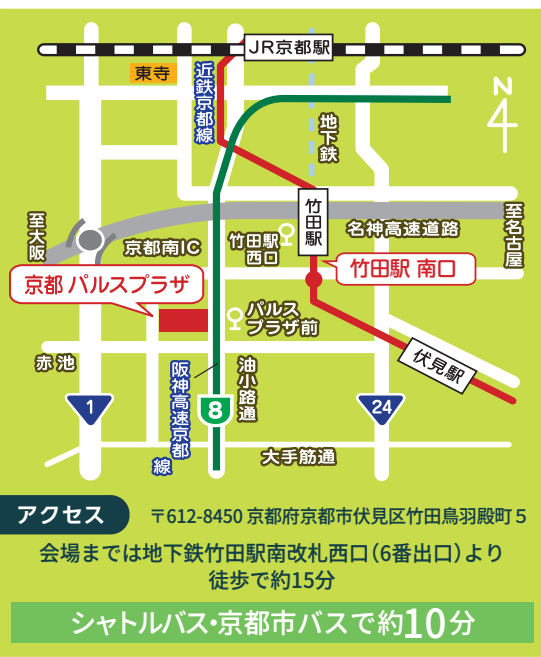 JR京都駅
東寺
近鉄京都線
地下鉄
N
竹田駅
至大阪
京都南IC
竹田駅
西口
名神高速道路
至名古屋
京都 パルスプラザ
竹田駅 南口
パルス
プラザ前
赤池
阪神高速京都線
油小路通
伏見駅
1
8
24
大手筋通
アクセス
〒612-8450 京都府京都市伏見区竹田鳥羽殿町5
会場までは地下鉄竹田駅南改札西口(6番出口)より
徒歩で約15分
シャトルバス・京都市バスで約10分